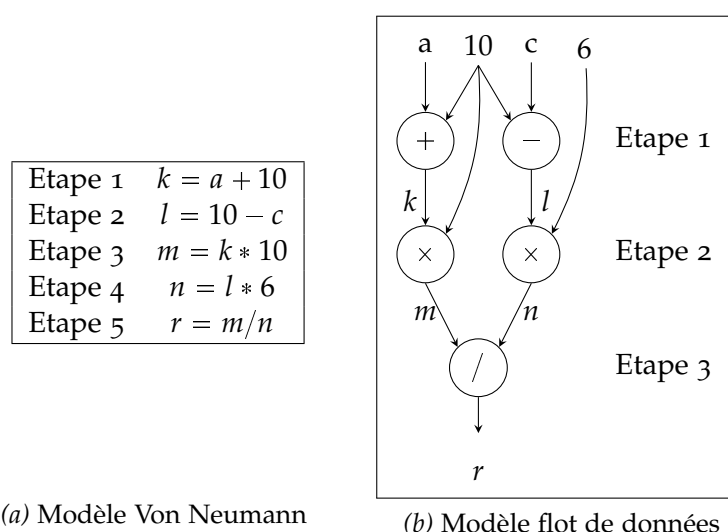 Etape 1 k = a + 10
Etape 2 l = 10 − c
Etape 3 m = k ∗ 10
Etape 4 n = l ∗ 6
Etape 5 r = m/n
(a) Modèle Von Neumann
a 10 c 6
+ − Etape 1
k l
× × Etape 2
m n
/ Etape 3
r
(b) Modèle flot de données